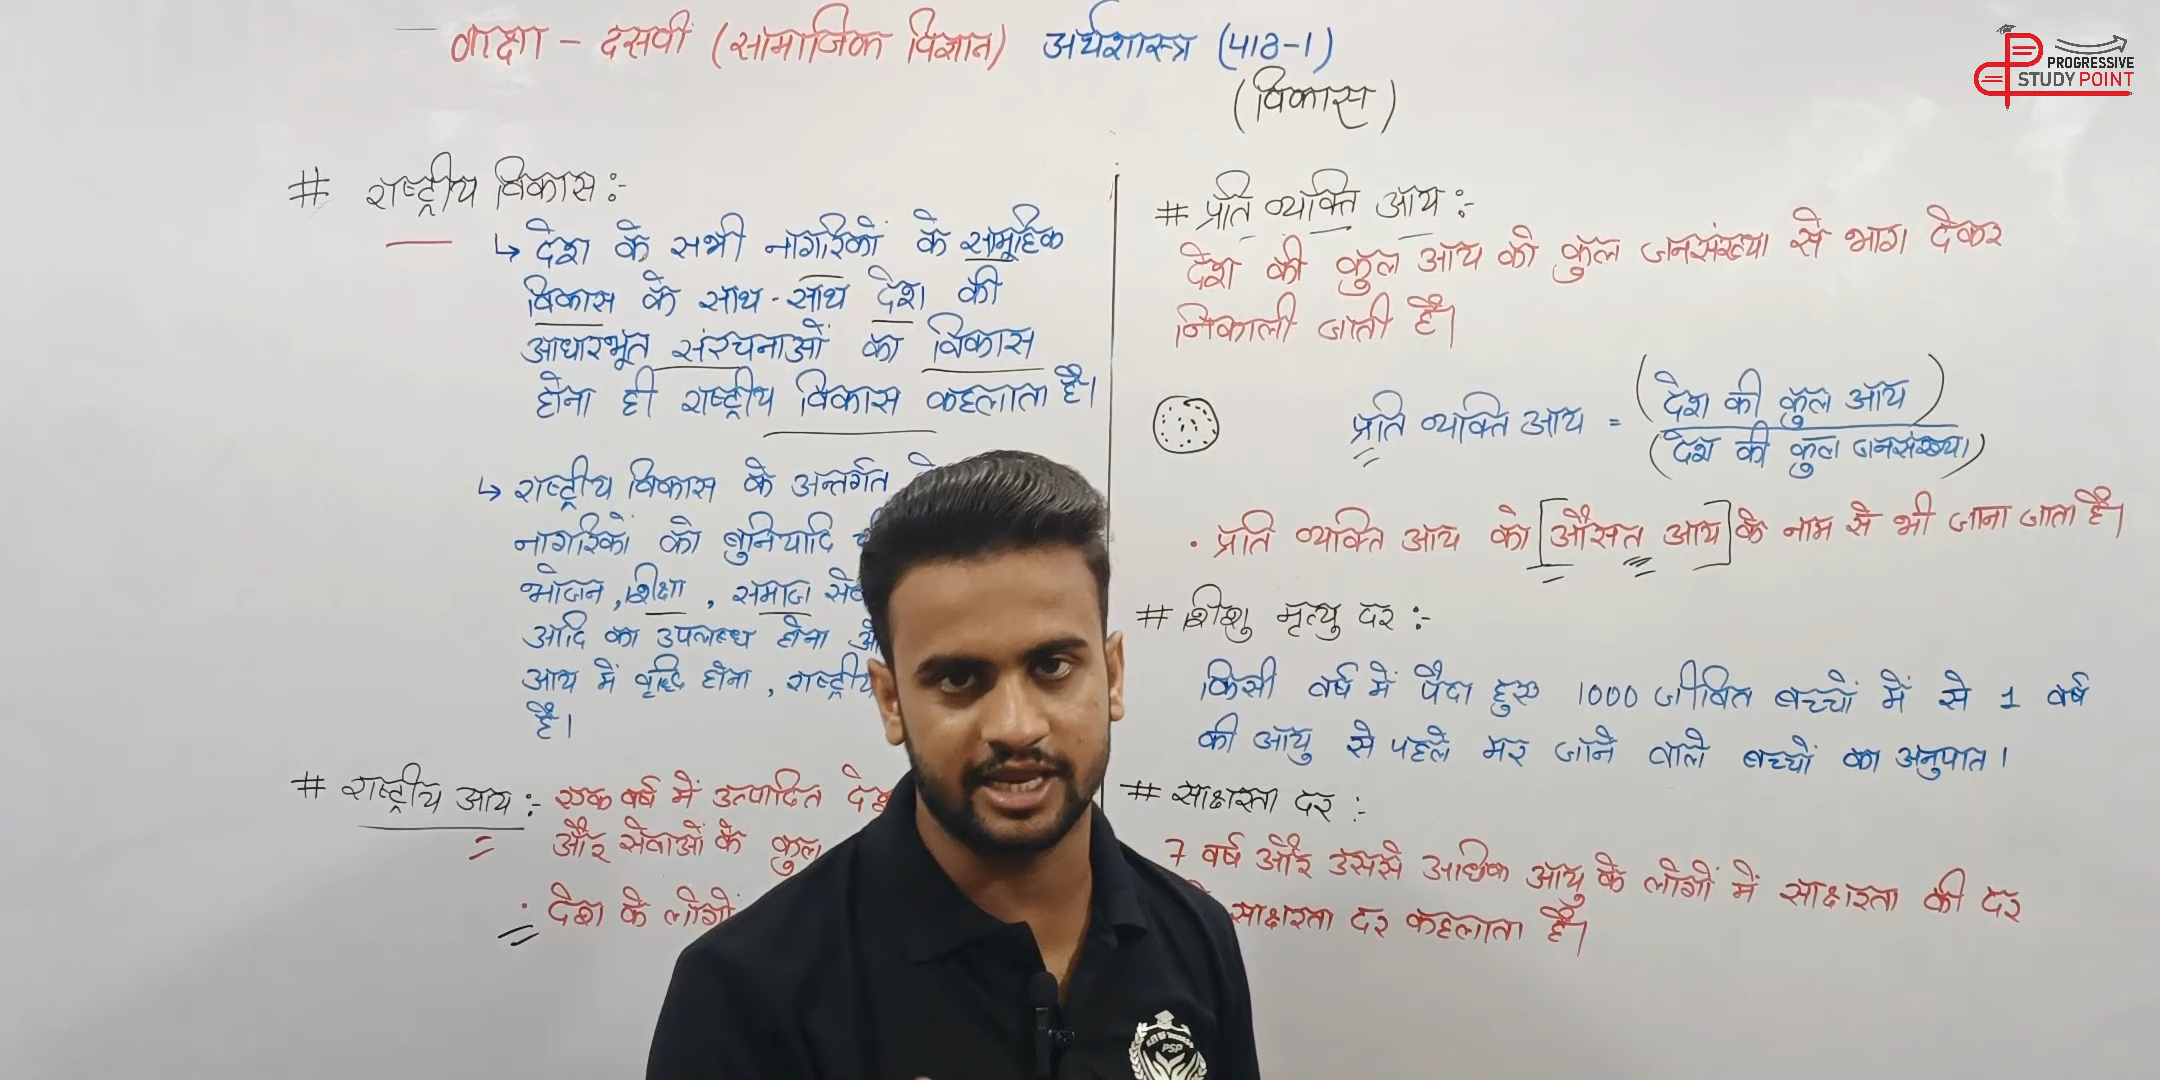 कक्षा - दसवीं (सामाजिक विज्ञान) अर्थशास्त्र (पाठ-1)
(विकास)
PROGRESSIVE
STUDY POINT
# राष्ट्रीय विकास :-
↳ देश के सभी नागरिकों के सामूहिक
विकास के साथ-साथ देश की
आधारभूत संरचनाओं का विकास
होना ही राष्ट्रीय विकास कहलाता है।
↳ राष्ट्रीय विकास के अन्तर्गत
नागरिकों को बुनियादि
भोजन, शिक्षा, समाज
आदि का उपलब्ध होना
आय में वृद्धि होना, राष्ट्रीय
है।
# राष्ट्रीय आय :- एक वर्ष में उत्पादित
और सेवाओं के कुल
· देश के लोगों
# प्रति व्यक्ति आय :-
देश की कुल आय को कुल जनसंख्या से भाग देकर
निकाली जाती है।
प्रति व्यक्ति आय = (देश की कुल आय)
(देश की कुल जनसंख्या)
· प्रति व्यक्ति आय को [औसत आय] के नाम से भी जाना जाता है।
# शिशु मृत्यु दर :-
किसी वर्ष में पैदा हुए 1000 जीवित बच्चों में से 1 वर्ष
की आयु से पहले मर जाने वाले बच्चों का अनुपात।
# साक्षरता दर :-
7 वर्ष और उससे अधिक आयु के लोगों में साक्षरता की दर
साक्षरता दर कहलाता है।
PSP